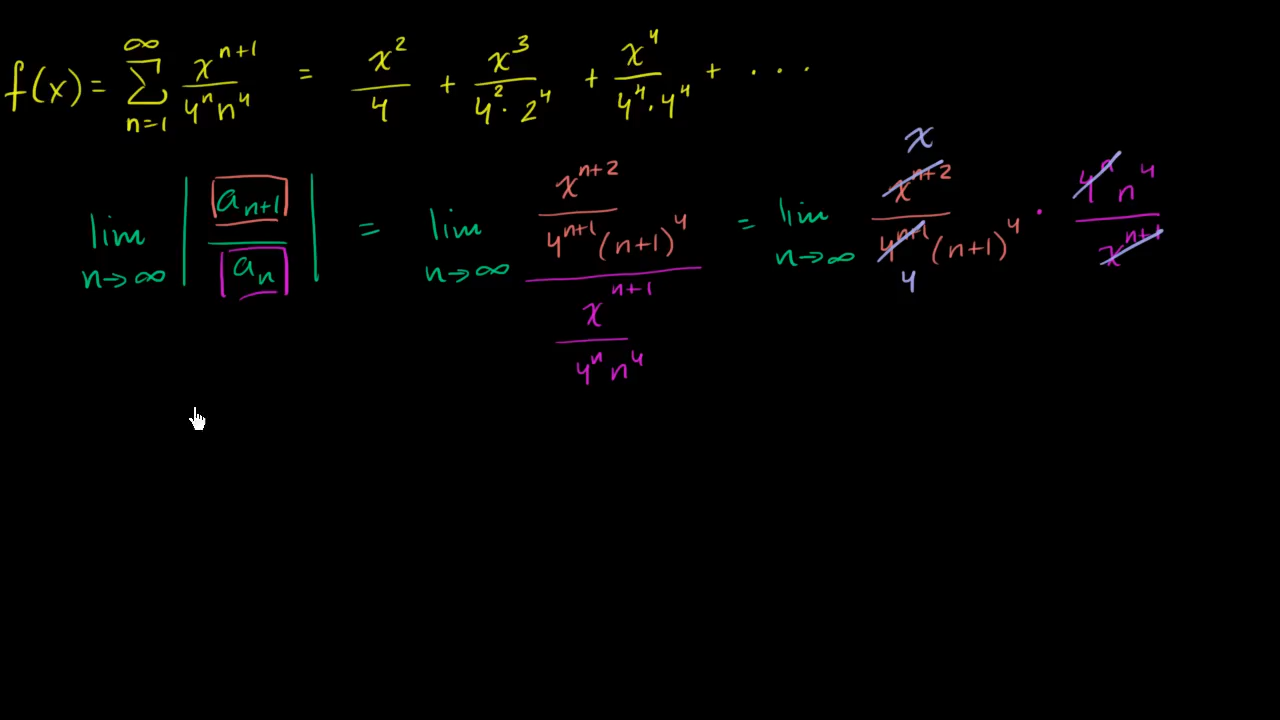 f(x) = ∑_{n=1}^{∞} x^{n+1} / (4^n n^4) = x^2 / 4 + x^3 / (4^2 · 2^4) + x^4 / (4^4 · 4^4) + · · ·
lim_{n→∞} | a_{n+1} / a_n | = lim_{n→∞} (x^{n+2} / (4^{n+1} (n+1)^4)) / (x^{n+1} / (4^n n^4)) = lim_{n→∞} x x^{n+2} / (4^{n+1} 4 (n+1)^4) · 4^n n^4 / x^{n+1}